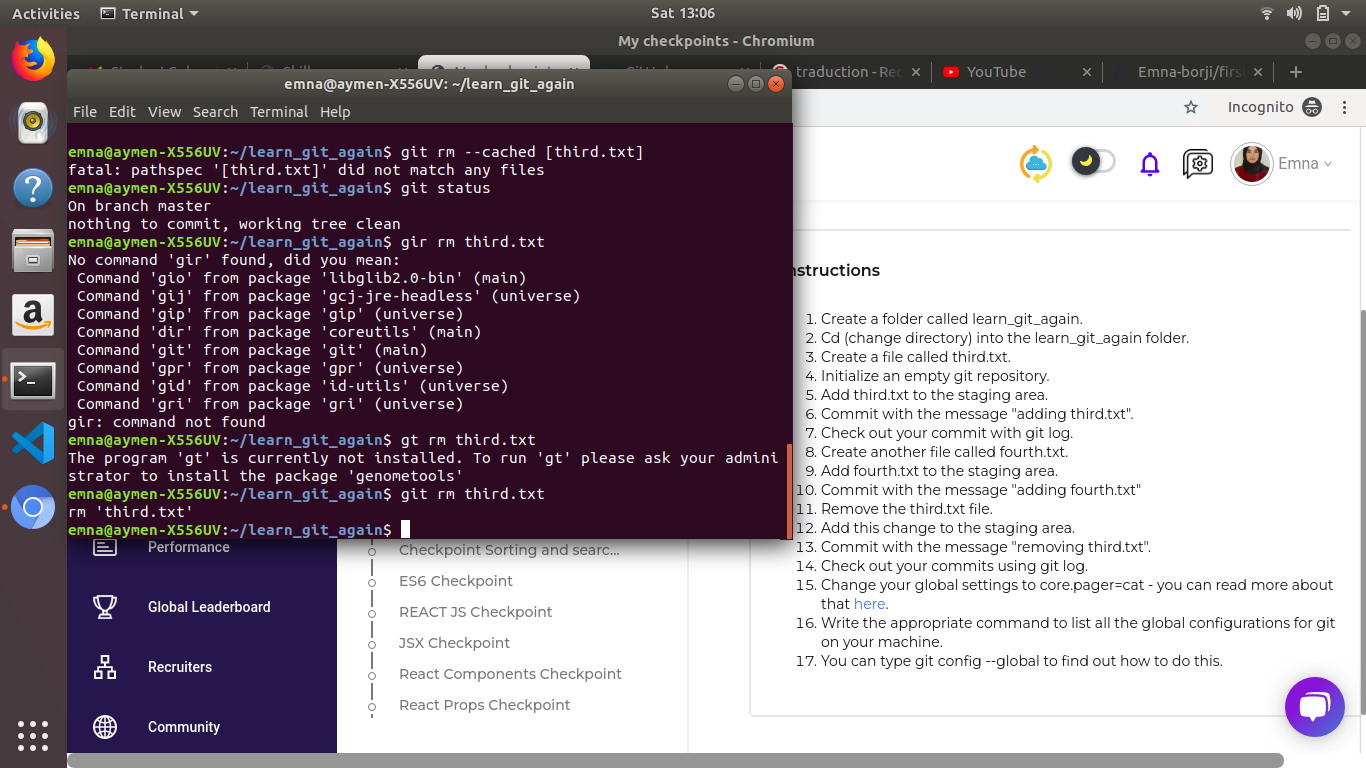 Activities Terminal Sat 13:06
My checkpoints - Chromium
traduction - Rec YouTube Emna-borji/firs
emna@aymen-X556UV: ~/learn_git_again
File Edit View Search Terminal Help
Incognito
emna@aymen-X556UV:~/learn_git_again$ git rm --cached [third.txt]
fatal: pathspec '[third.txt]' did not match any files
emna@aymen-X556UV:~/learn_git_again$ git status
On branch master
nothing to commit, working tree clean
emna@aymen-X556UV:~/learn_git_again$ gir rm third.txt
No command 'gir' found, did you mean:
Command 'gio' from package 'libglib2.0-bin' (main)
Command 'gij' from package 'gcj-jre-headless' (universe)
Command 'gip' from package 'gip' (universe)
Command 'dir' from package 'coreutils' (main)
Command 'git' from package 'git' (main)
Command 'gpr' from package 'gpr' (universe)
Command 'gid' from package 'id-utils' (universe)
Command 'gri' from package 'gri' (universe)
gir: command not found
emna@aymen-X556UV:~/learn_git_again$ gt rm third.txt
The program 'gt' is currently not installed. To run 'gt' please ask your admini
strator to install the package 'genometools'
emna@aymen-X556UV:~/learn_git_again$ git rm third.txt
rm 'third.txt'
emna@aymen-X556UV:~/learn_git_again$
Emna
nstructions
1. Create a folder called learn_git_again.
2. Cd (change directory) into the learn_git_again folder.
3. Create a file called third.txt.
4. Initialize an empty git repository.
5. Add third.txt to the staging area.
6. Commit with the message "adding third.txt".
7. Check out your commit with git log.
8. Create another file called fourth.txt.
9. Add fourth.txt to the staging area.
10. Commit with the message "adding fourth.txt"
11. Remove the third.txt file.
12. Add this change to the staging area.
13. Commit with the message "removing third.txt".
14. Check out your commits using git log.
15. Change your global settings to core.pager=cat - you can read more about
that here.
16. Write the appropriate command to list all the global configurations for git
on your machine.
17. You can type git config --global to find out how to do this.
Performance
Global Leaderboard
Recruiters
Community
Checkpoint Sorting and searc...
ES6 Checkpoint
REACT JS Checkpoint
JSX Checkpoint
React Components Checkpoint
React Props Checkpoint